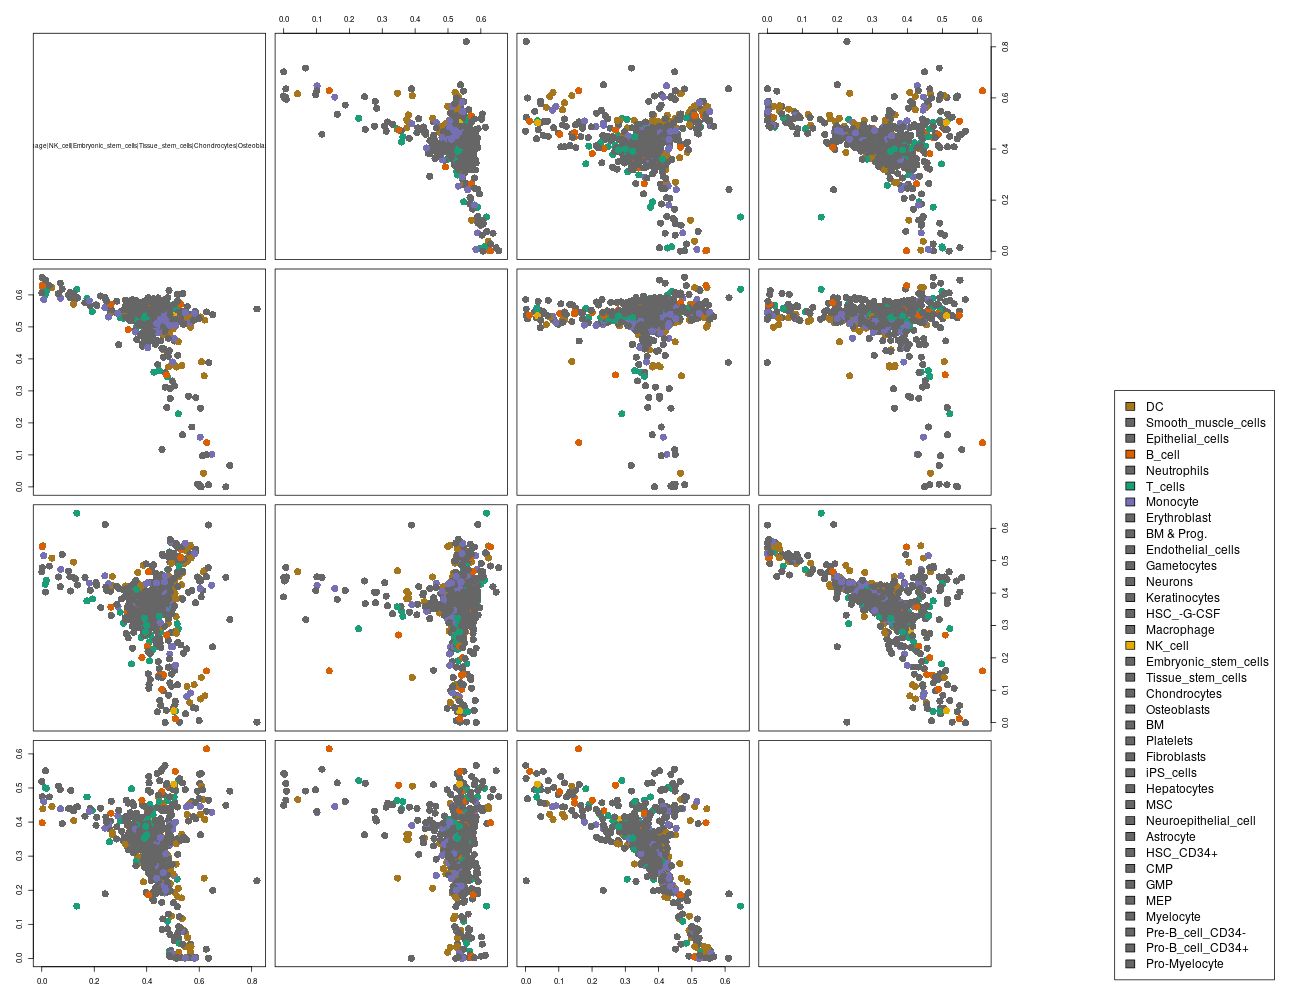 0.0 0.1 0.2 0.3 0.4 0.5 0.6
0.0 0.1 0.2 0.3 0.4 0.5 0.6
age|NK_cell|Embryonic_stem_cells|Tissue_stem_cells|Chondrocytes|Osteobla
0.0 0.2 0.4 0.6 0.8
0.0 0.1 0.2 0.3 0.4 0.5 0.6
0.0 0.1 0.2 0.3 0.4 0.5 0.6
0.0 0.1 0.2 0.3 0.4 0.5 0.6
0.0 0.2 0.4 0.6 0.8
0.0 0.1 0.2 0.3 0.4 0.5 0.6
DC
Smooth_muscle_cells
Epithelial_cells
B_cell
Neutrophils
T_cells
Monocyte
Erythroblast
BM & Prog.
Endothelial_cells
Gametocytes
Neurons
Keratinocytes
HSC_-G-CSF
Macrophage
NK_cell
Embryonic_stem_cells
Tissue_stem_cells
Chondrocytes
Osteoblasts
BM
Platelets
Fibroblasts
iPS_cells
Hepatocytes
MSC
Neuroepithelial_cell
Astrocyte
HSC_CD34+
CMP
GMP
MEP
Myelocyte
Pre-B_cell_CD34-
Pro-B_cell_CD34+
Pro-Myelocyte